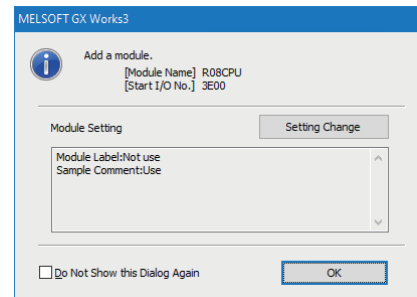 MELSOFT GX Works3
Add a module.
[Module Name] R08CPU
[Start I/O No.] 3E00
Module Setting
Setting Change
Module Label:Not use
Sample Comment:Use
Do Not Show this Dialog Again
OK